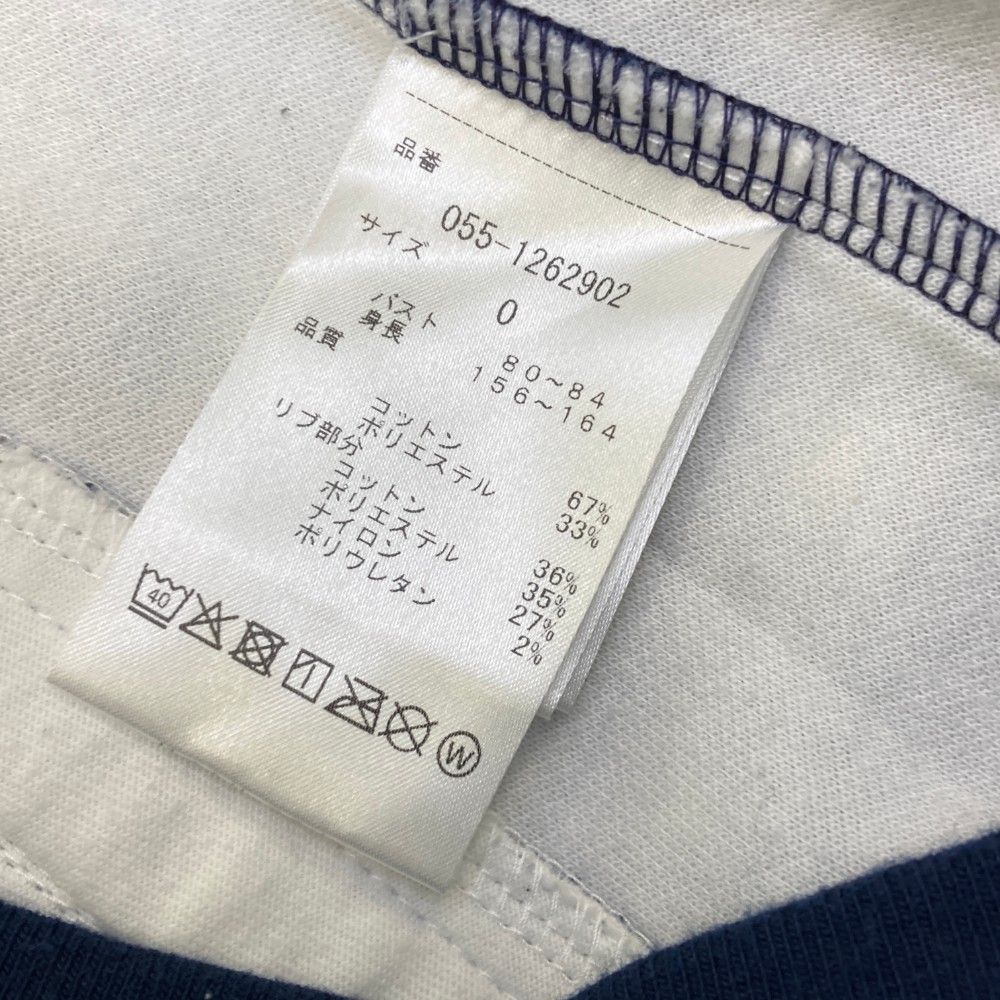 品番
055-1262902
サイズ
0
バスト 80~84
身長 156~164
品質
コットン 67%
ポリエステル 33%
リブ部分
コットン 36%
ポリエステル 35%
ナイロン 27%
ポリウレタン 2%
40
W